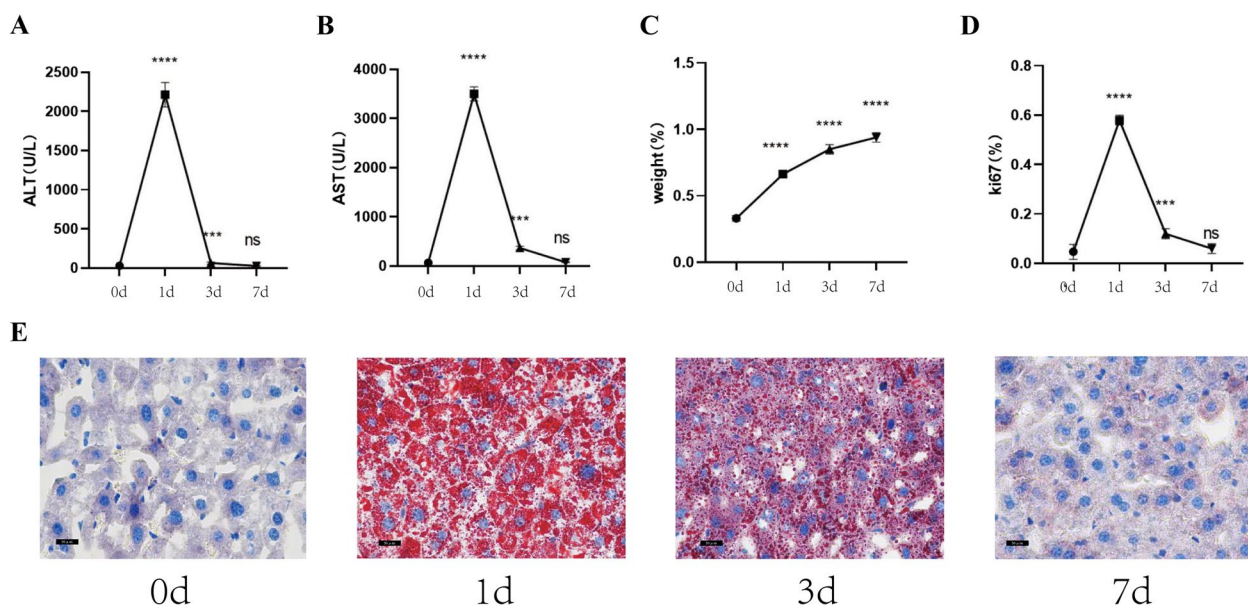 A
B
C
D
****
2500
2000
1500
1000
500
0
ALT(U/L)
***
ns
0d 1d 3d 7d
****
4000
3000
2000
1000
0
AST(U/L)
***
ns
0d 1d 3d 7d
1.5
1.0
0.5
0.0
weight(%)
****
****
****
0d 1d 3d 7d
0.8
0.6
0.4
0.2
0.0
ki67(%)
****
***
ns
0d 1d 3d 7d
E
0d
1d
3d
7d